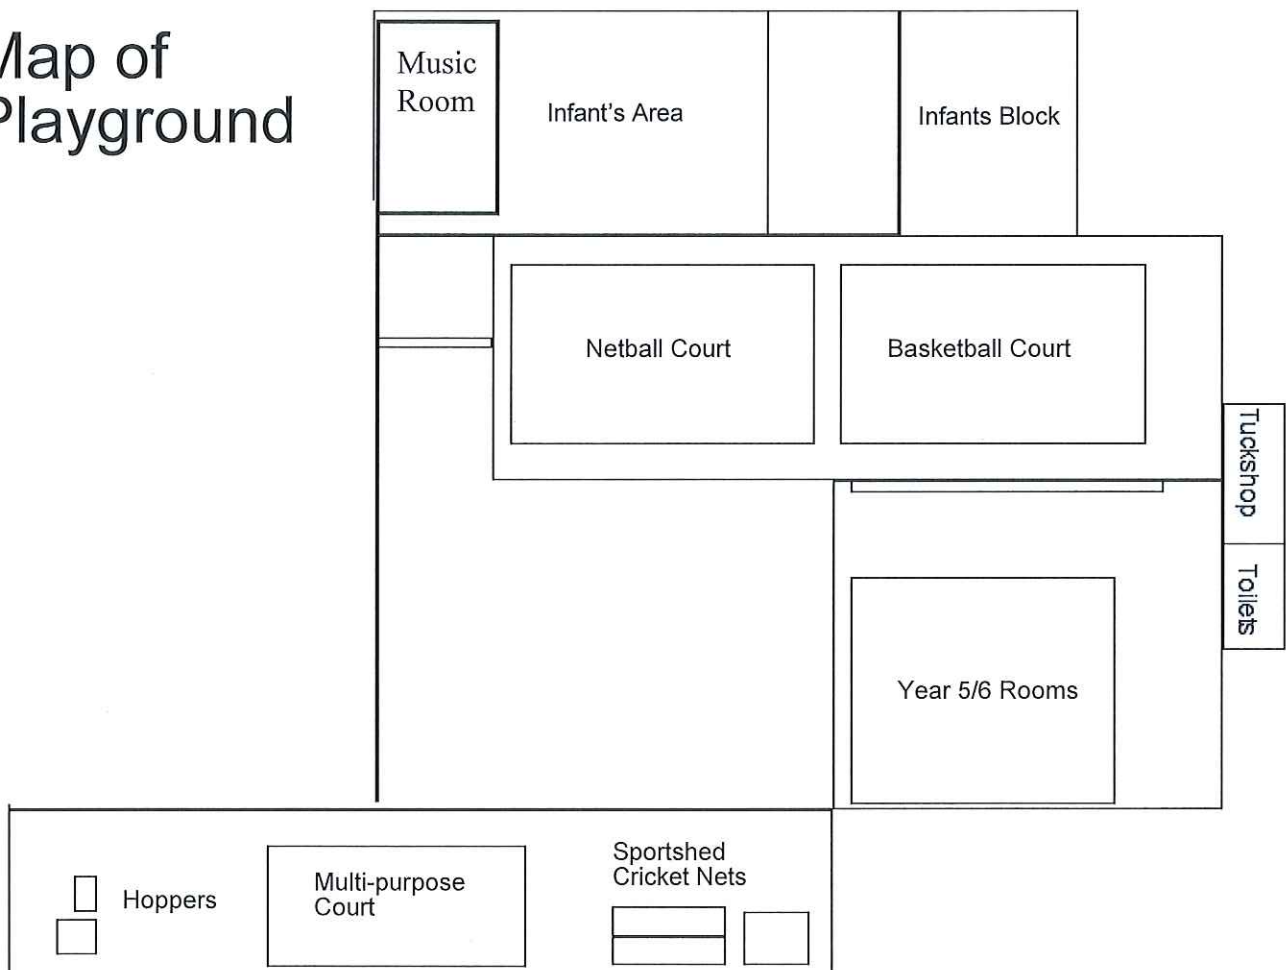 Map of
Playground
Music
Room
Infant's Area
Infants Block
Netball Court
Basketball Court
Tuckshop
Toilets
Year 5/6 Rooms
Hoppers
Multi-purpose
Court
Sportshed
Cricket Nets